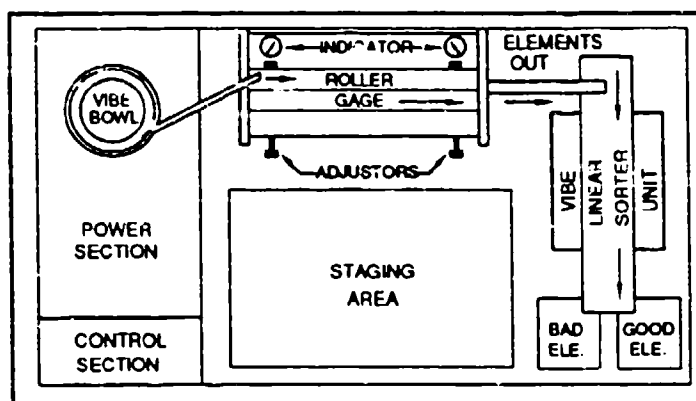 VIBE
BOWL
POWER
SECTION
CONTROL
SECTION
INDICATOR
ROLLER
GAGE
ADJUSTORS
STAGING
AREA
ELEMENTS
OUT
VIBE
LINEAR
SORTER
UNIT
BAD
ELE.
GOOD
ELE.